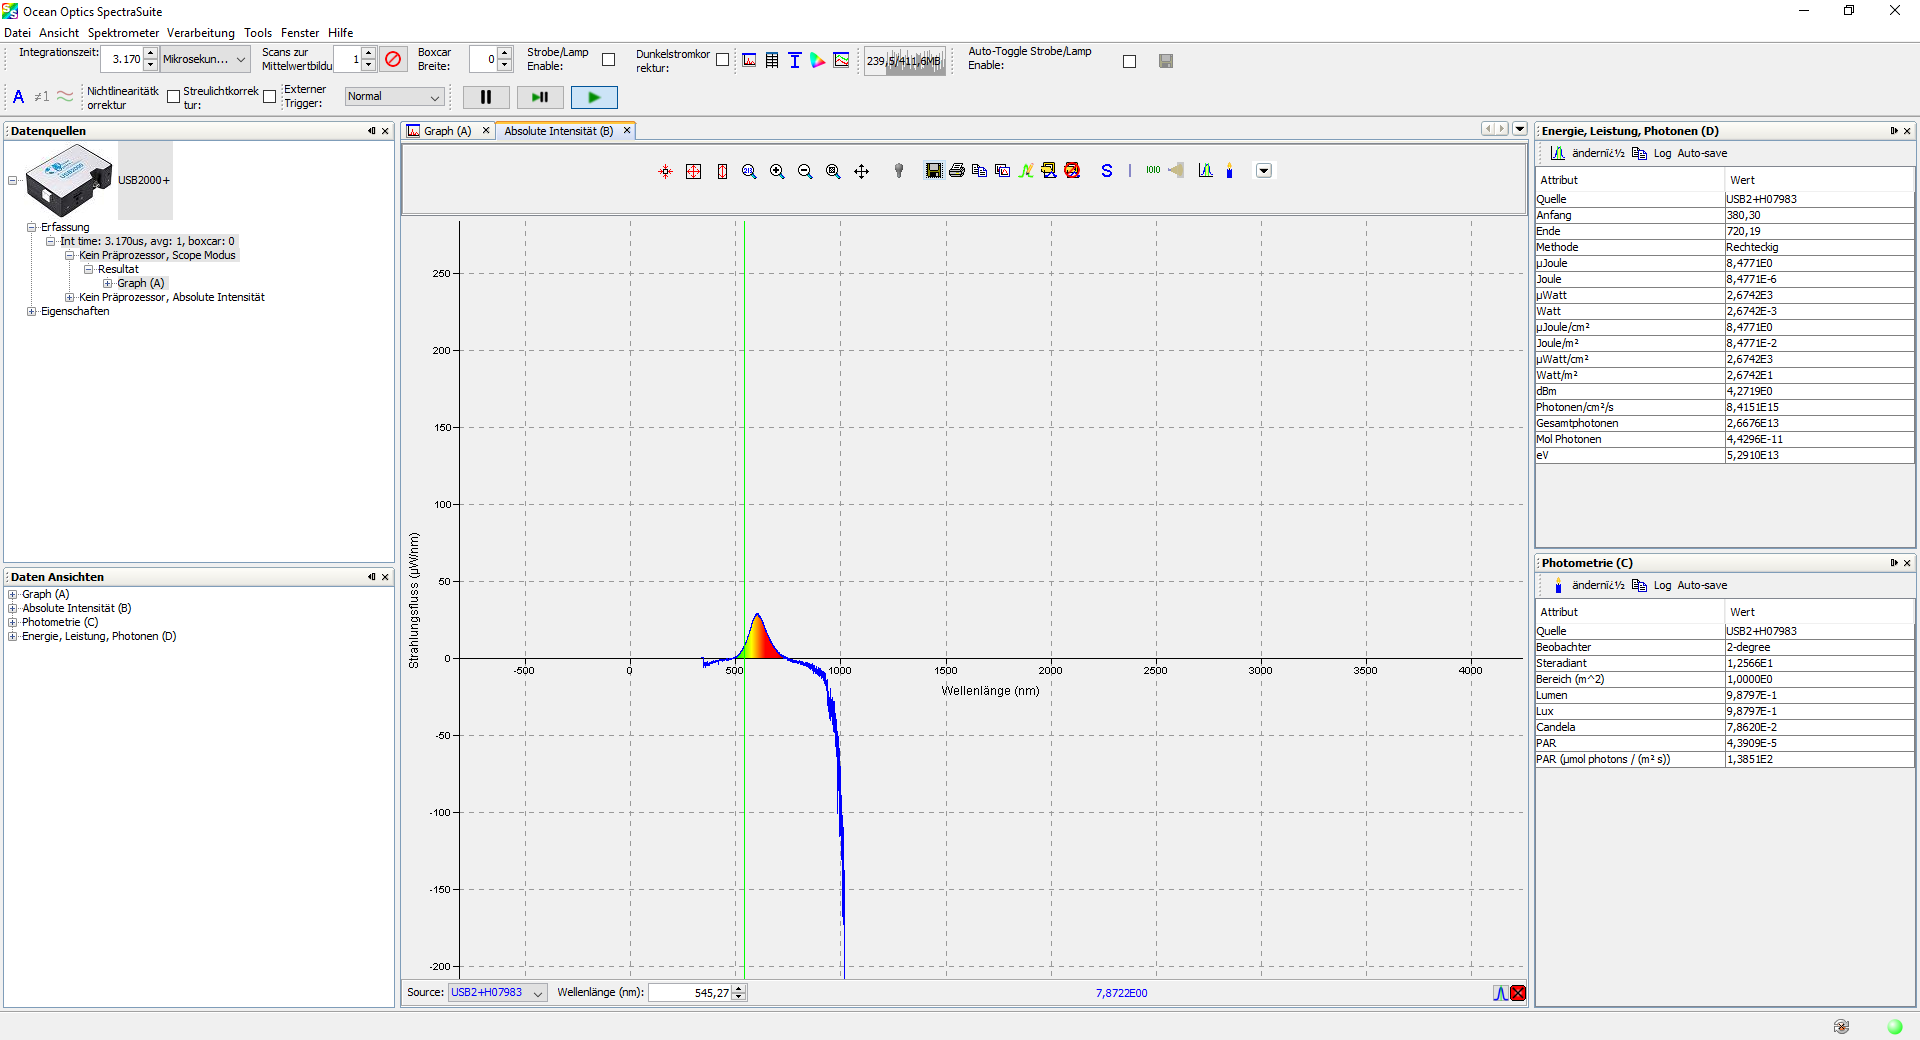 Ocean Optics SpectraSuite
Datei Ansicht Spektrometer Verarbeitung Tools Fenster Hilfe
Integrationszeit: 3.170 Mikrosekun... Scans zur Mittelwertbildu 1 Boxcar Breite: 0 Strobe/Lamp Enable: Dunkelstromkor rektur: 239,5/411,6MB Auto-Toggle Strobe/Lamp Enable:
A ≠1 Nichtlinearitätk orrektur Streulichtkorrek tur: Externer Trigger: Normal
Datenquellen
USB2000+
Erfassung
Int time: 3.170us, avg: 1, boxcar: 0
Kein Präprozessor, Scope Modus
Resultat
Graph (A)
Kein Präprozessor, Absolute Intensität
Eigenschaften
Daten Ansichten
Graph (A)
Absolute Intensität (B)
Photometrie (C)
Energie, Leistung, Photonen (D)
Graph (A) Absolute Intensität (B)
S 1010
Strahlungsfluss (µW/nm)
250
200
150
100
50
0
-50
-100
-150
-200
-500 0 500 1000 1500 2000 2500 3000 3500 4000
Wellenlänge (nm)
Source: USB2+H07983 Wellenlänge (nm): 545,27 7,8722E00
Energie, Leistung, Photonen (D)
ändernï¿½ Log Auto-save
Attribut Wert
Quelle USB2+H07983
Anfang 380,30
Ende 720,19
Methode Rechteckig
µJoule 8,4771E0
Joule 8,4771E-6
µWatt 2,6742E3
Watt 2,6742E-3
µJoule/cm² 8,4771E0
Joule/m² 8,4771E-2
µWatt/cm² 2,6742E3
Watt/m² 2,6742E1
dBm 4,2719E0
Photonen/cm²/s 8,4151E15
Gesamtphotonen 2,6676E13
Mol Photonen 4,4296E-11
eV 5,2910E13
Photometrie (C)
ändernï¿½ Log Auto-save
Attribut Wert
Quelle USB2+H07983
Beobachter 2-degree
Steradiant 1,2566E1
Bereich (m^2) 1,0000E0
Lumen 9,8797E-1
Lux 9,8797E-1
Candela 7,8620E-2
PAR 4,3909E-5
PAR (µmol photons / (m² s)) 1,3851E2